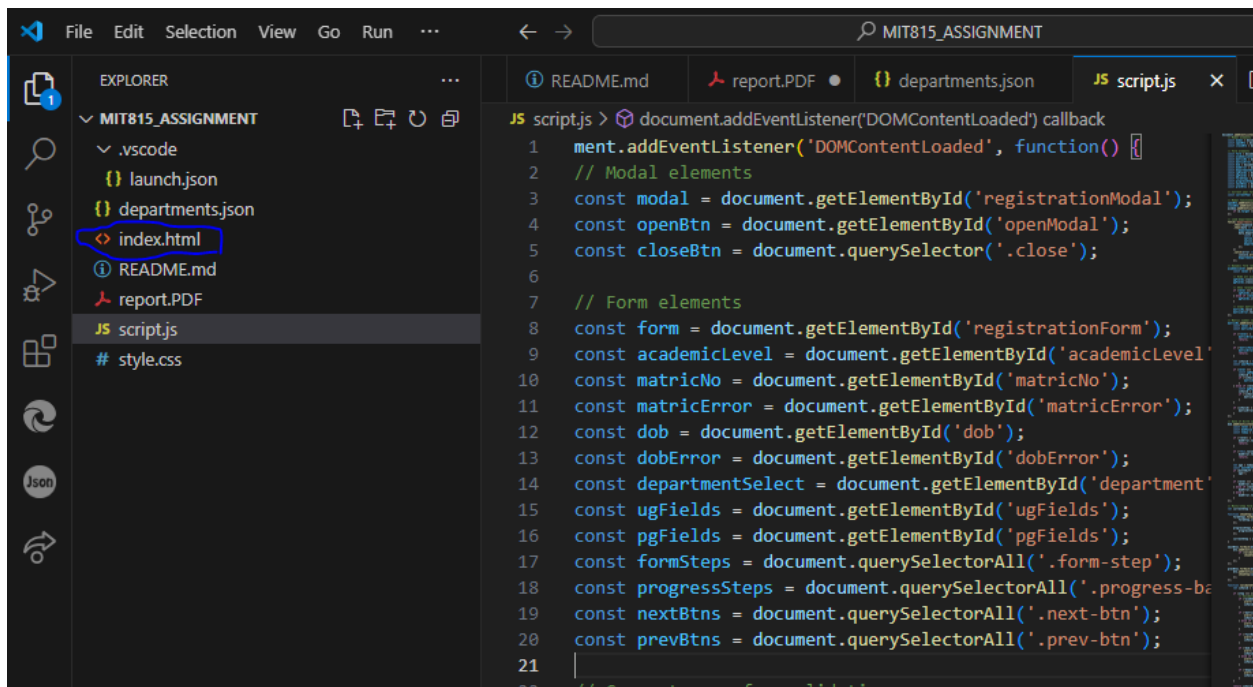 File Edit Selection View Go Run ··· ← → MIT815_ASSIGNMENT
EXPLORER ···
MIT815_ASSIGNMENT
.vscode
{} launch.json
{} departments.json
<> index.html
README.md
report.PDF
JS script.js
# style.css
1
Json
README.md report.PDF ● {} departments.json JS script.js ×
JS script.js > document.addEventListener('DOMContentLoaded') callback
1 ment.addEventListener('DOMContentLoaded', function() {
2 // Modal elements
3 const modal = document.getElementById('registrationModal');
4 const openBtn = document.getElementById('openModal');
5 const closeBtn = document.querySelector('.close');
6
7 // Form elements
8 const form = document.getElementById('registrationForm');
9 const academicLevel = document.getElementById('academicLevel'
10 const matricNo = document.getElementById('matricNo');
11 const matricError = document.getElementById('matricError');
12 const dob = document.getElementById('dob');
13 const dobError = document.getElementById('dobError');
14 const departmentSelect = document.getElementById('department'
15 const ugFields = document.getElementById('ugFields');
16 const pgFields = document.getElementById('pgFields');
17 const formSteps = document.querySelectorAll('.form-step');
18 const progressSteps = document.querySelectorAll('.progress-ba
19 const nextBtns = document.querySelectorAll('.next-btn');
20 const prevBtns = document.querySelectorAll('.prev-btn');
21